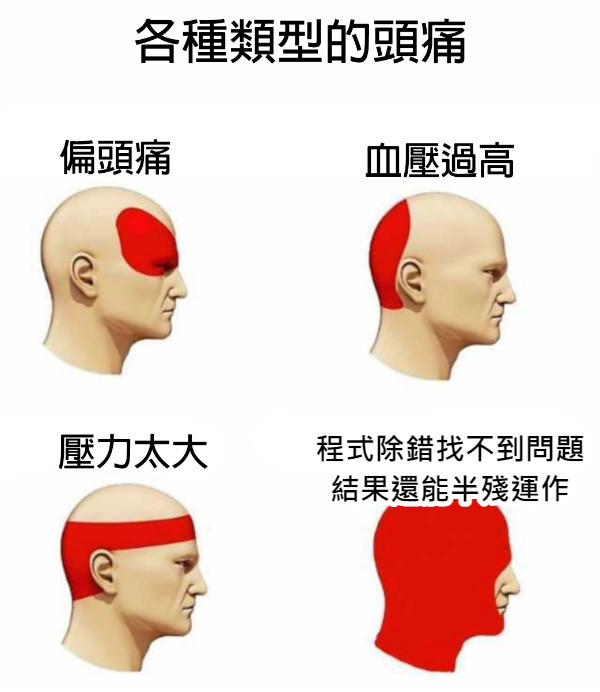 各種類型的頭痛
偏頭痛
血壓過高
壓力太大
程式除錯找不到問題
結果還能半殘運作